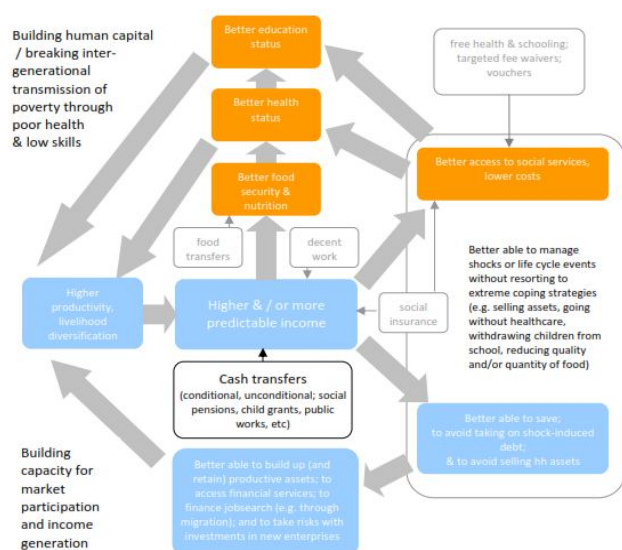 Building human capital
/ breaking inter-
generational
transmission of
poverty through
poor health
& low skills
Better education
status
free health & schooling;
targeted fee waivers;
vouchers
Better health
status
Better access to social services,
lower costs
Better food
security &
nutrition
food
transfers
decent
work
Better able to manage
shocks or life cycle events
without resorting to
extreme coping strategies
(e.g. selling assets, going
without healthcare,
withdrawing children from
school, reducing quality
and/or quantity of food)
Higher
productivity,
livelihood
diversification
Higher & / or more
predictable income
social
insurance
Cash transfers
(conditional, unconditional; social
pensions, child grants, public
works, etc)
Better able to save;
to avoid taking on shock-induced
debt;
& to avoid selling hh assets
Building
capacity for
market
participation
and income
generation
Better able to build up (and
retain) productive assets; to
access financial services; to
finance jobsearch (e.g. through
migration); and to take risks with
investments in new enterprises